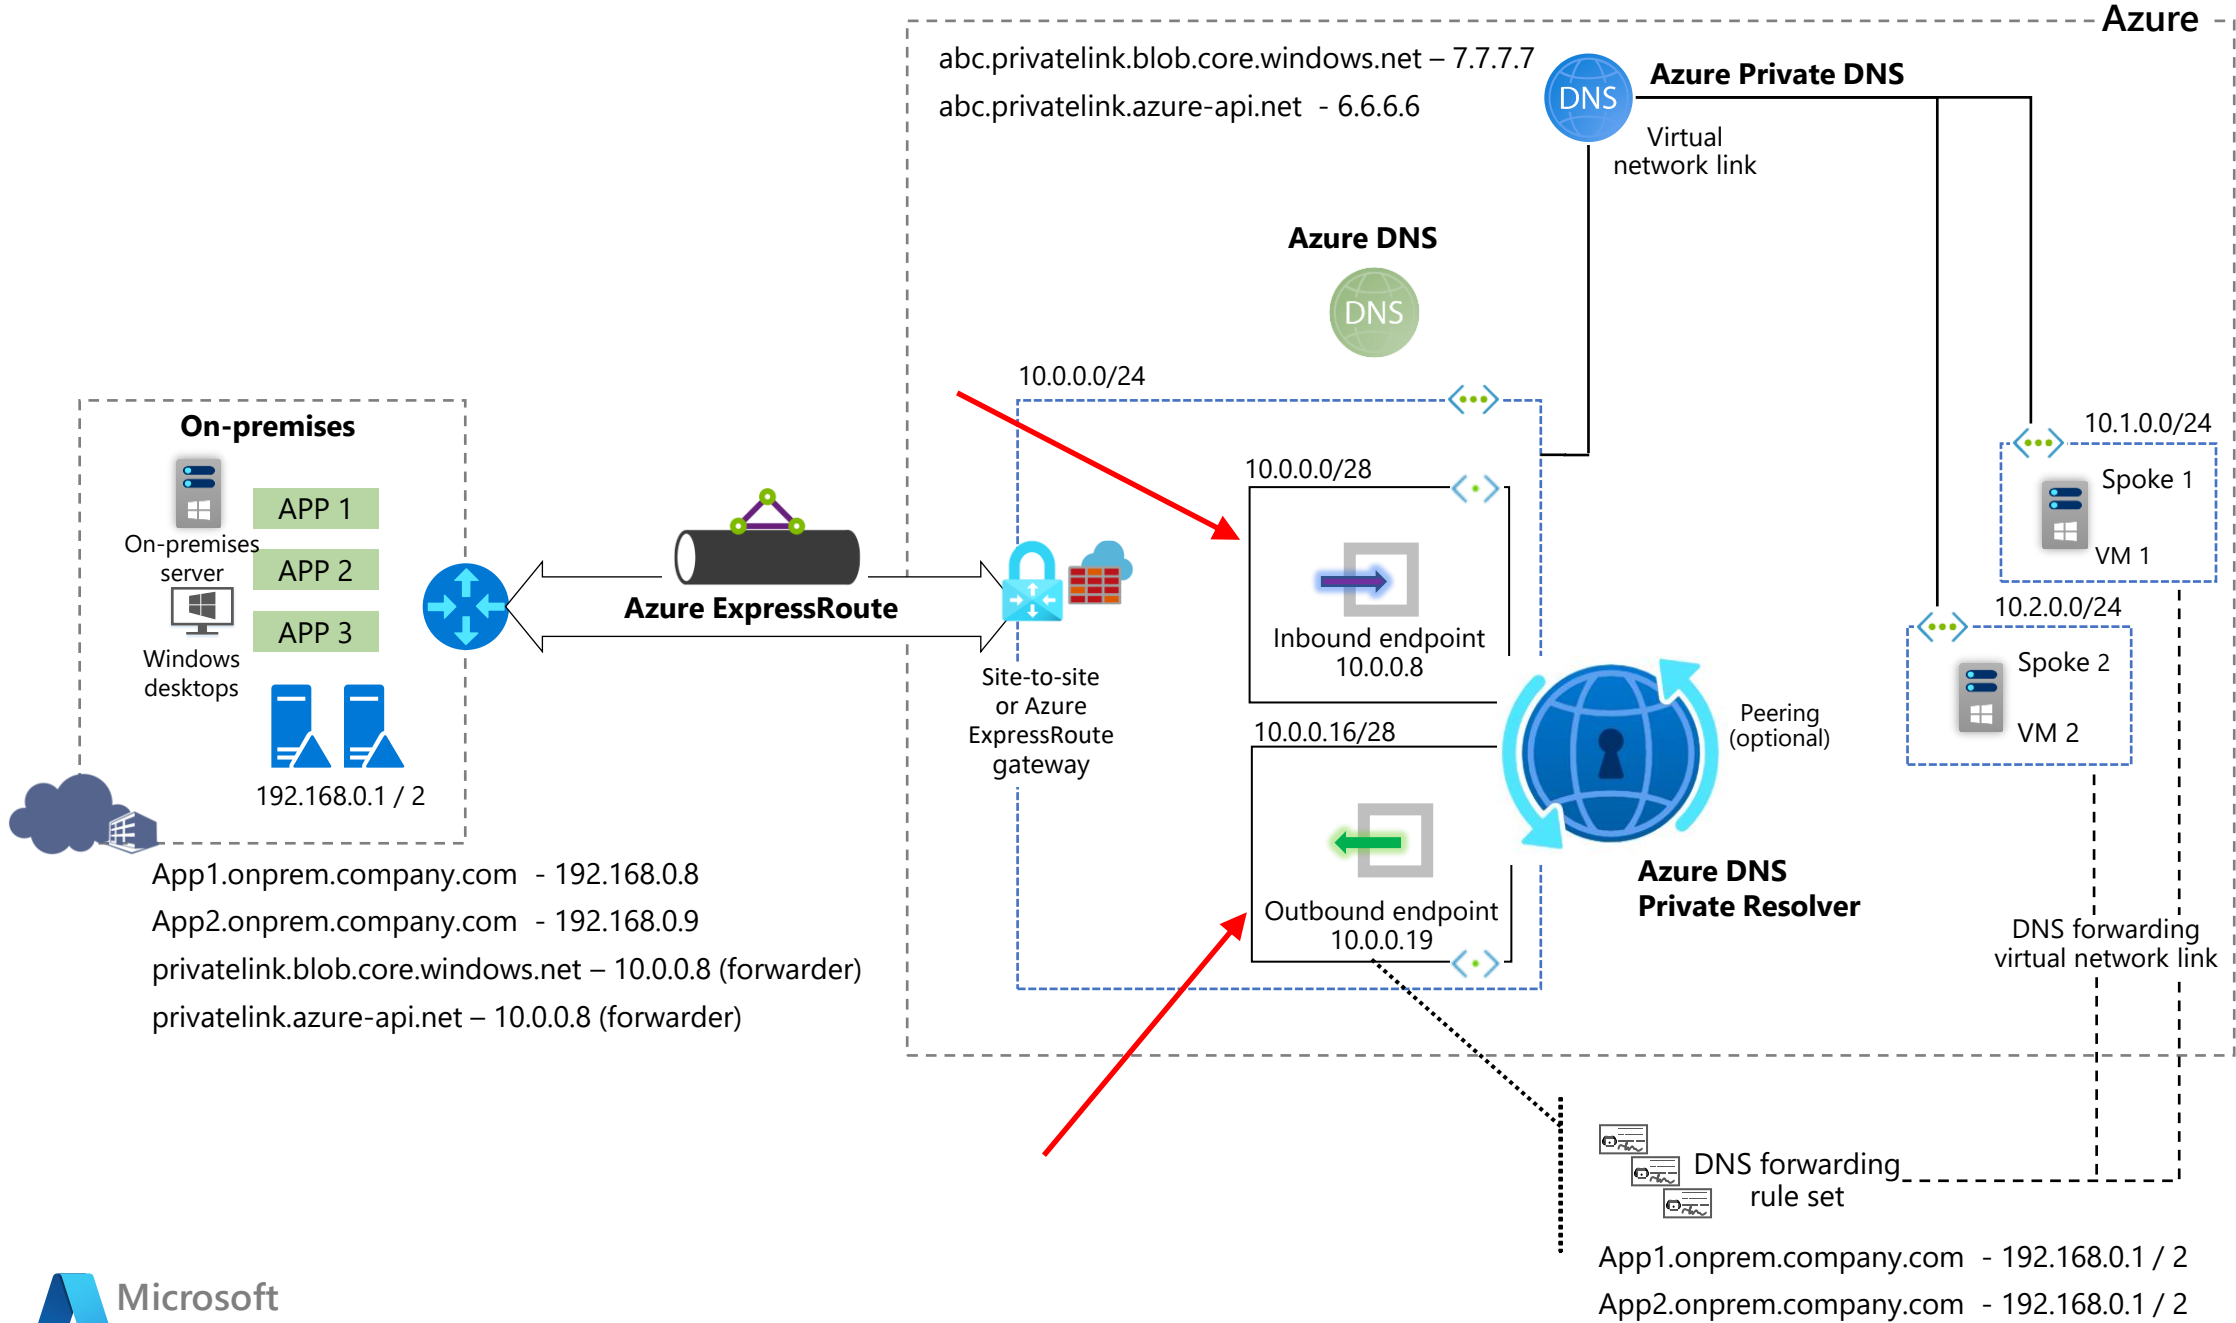 Azure
abc.privatelink.blob.core.windows.net – 7.7.7.7
abc.privatelink.azure-api.net - 6.6.6.6
DNS
Azure Private DNS
Virtual
network link
Azure DNS
DNS
10.0.0.0/24
On-premises
On-premises
server
APP 1
APP 2
APP 3
Windows
desktops
192.168.0.1 / 2
Azure ExpressRoute
Site-to-site
or Azure
ExpressRoute
gateway
10.0.0.0/28
Inbound endpoint
10.0.0.8
10.0.0.16/28
Outbound endpoint
10.0.0.19
Peering
(optional)
Azure DNS
Private Resolver
10.1.0.0/24
Spoke 1
VM 1
10.2.0.0/24
Spoke 2
VM 2
DNS forwarding
virtual network link
App1.onprem.company.com - 192.168.0.8
App2.onprem.company.com - 192.168.0.9
privatelink.blob.core.windows.net – 10.0.0.8 (forwarder)
privatelink.azure-api.net – 10.0.0.8 (forwarder)
DNS forwarding
rule set
App1.onprem.company.com - 192.168.0.1 / 2
App2.onprem.company.com - 192.168.0.1 / 2
Microsoft